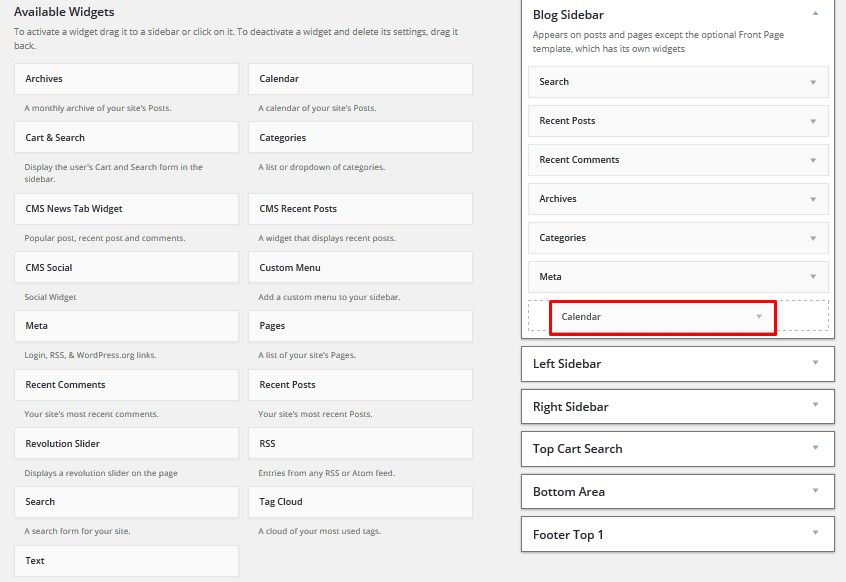 Available Widgets
To activate a widget drag it to a sidebar or click on it. To deactivate a widget and delete its settings, drag it
back.
Archives
A monthly archive of your site's Posts.
Calendar
A calendar of your site's Posts.
Cart & Search
Display the user's Cart and Search form in the
sidebar.
Categories
A list or dropdown of categories.
CMS News Tab Widget
Popular post, recent post and comments.
CMS Recent Posts
A widget that displays recent posts.
CMS Social
Social Widget
Custom Menu
Add a custom menu to your sidebar.
Meta
Login, RSS, & WordPress.org links.
Pages
A list of your site's Pages.
Recent Comments
Your site's most recent comments.
Recent Posts
Your site's most recent Posts.
Revolution Slider
Displays a revolution slider on the page
RSS
Entries from any RSS or Atom feed.
Search
A search form for your site.
Tag Cloud
A cloud of your most used tags.
Text
Blog Sidebar
Appears on posts and pages except the optional Front Page
template, which has its own widgets
Search
Recent Posts
Recent Comments
Archives
Categories
Meta
Calendar
Left Sidebar
Right Sidebar
Top Cart Search
Bottom Area
Footer Top 1